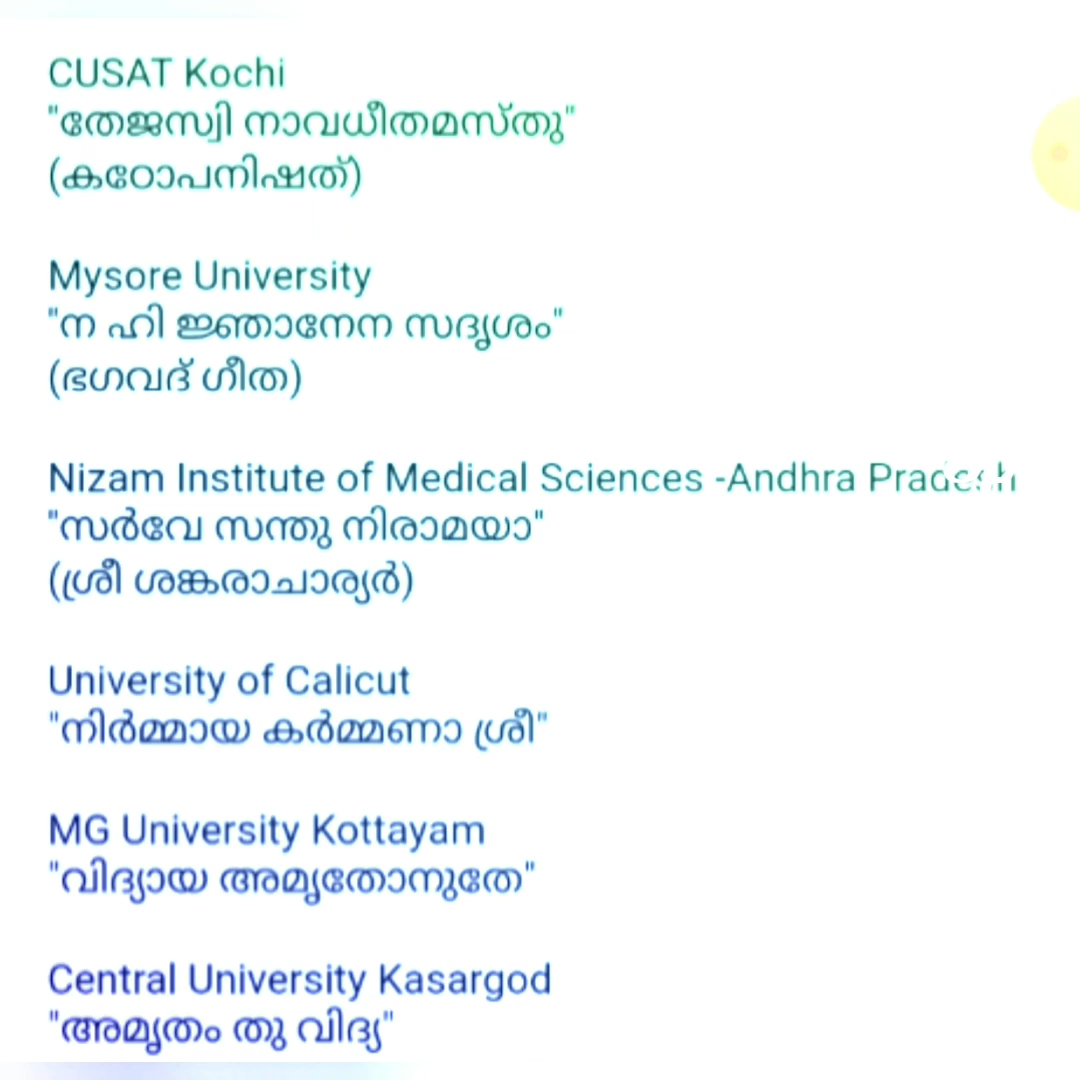 CUSAT Kochi
"തേജസ്വി നാവധീതമസ്തു"
(കഠോപനിഷത്)
Mysore University
"ന ഹി ജ്ഞാനേന സദൃശം"
(ഭഗവദ് ഗീത)
Nizam Institute of Medical Sciences -Andhra Pradesh
"സർവേ സന്തു നിരാമയാ"
(ശ്രീ ശങ്കരാചാര്യർ)
University of Calicut
"നിർമ്മായ കർമ്മണാ ശ്രീ"
MG University Kottayam
"വിദ്യായ അമൃതോനുതേ"
Central University Kasargod
"അമൃതം തു വിദ്യ"